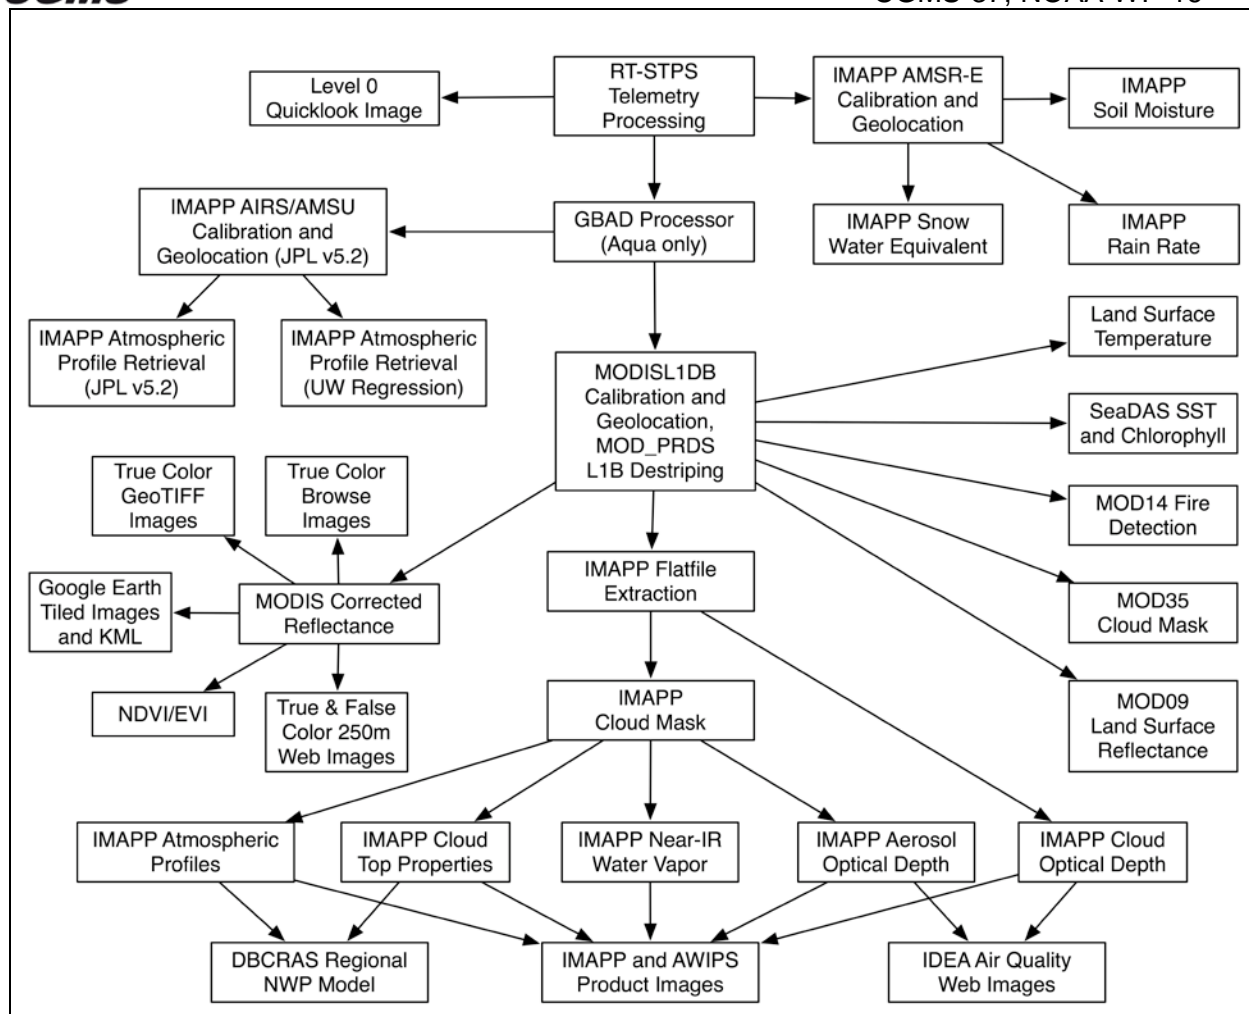 Level 0
Quicklook Image
RT-STPS
Telemetry
Processing
IMAPP AMSR-E
Calibration and
Geolocation
IMAPP
Soil Moisture
IMAPP AIRS/AMSU
Calibration and
Geolocation (JPL v5.2)
GBAD Processor
(Aqua only)
IMAPP Snow
Water Equivalent
IMAPP
Rain Rate
IMAPP Atmospheric
Profile Retrieval
(JPL v5.2)
IMAPP Atmospheric
Profile Retrieval
(UW Regression)
MODISL1DB
Calibration and
Geolocation,
MOD_PRDS
L1B Destriping
Land Surface
Temperature
SeaDAS SST
and Chlorophyll
True Color
GeoTIFF
Images
True Color
Browse
Images
MOD14 Fire
Detection
Google Earth
Tiled Images
and KML
MODIS Corrected
Reflectance
IMAPP Flatfile
Extraction
MOD35
Cloud Mask
NDVI/EVI
True & False
Color 250m
Web Images
IMAPP
Cloud Mask
MOD09
Land Surface
Reflectance
IMAPP Atmospheric
Profiles
IMAPP Cloud
Top Properties
IMAPP Near-IR
Water Vapor
IMAPP Aerosol
Optical Depth
IMAPP Cloud
Optical Depth
DBCRAS Regional
NWP Model
IMAPP and AWIPS
Product Images
IDEA Air Quality
Web Images